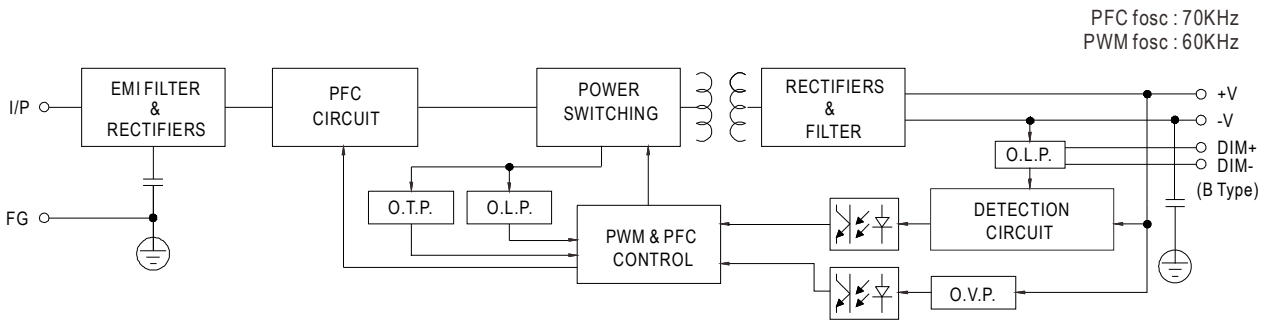 PFC fosc : 70KHz
PWM fosc : 60KHz
I/P
EMI FILTER
&
RECTIFIERS
PFC
CIRCUIT
POWER
SWITCHING
RECTIFIERS
&
FILTER
+V
-V
DIM+
DIM-
(B Type)
O.L.P.
FG
O.T.P.
O.L.P.
PWM & PFC
CONTROL
DETECTION
CIRCUIT
O.V.P.